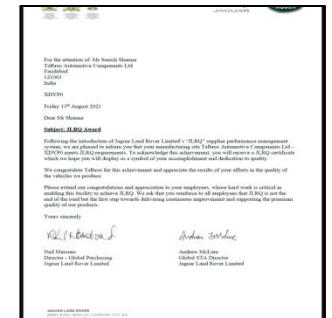 JAGUAR
For the attention of: Mr Sumish Sharma
Talbros Automotive Components Ltd
Faridabad
121003
India
XDYP0
Friday 13th August 2021
Dear Mr Sharma
Subject: JLRQ Award
Following the introduction of Jaguar Land Rover Limited's "JLRQ" supplier performance management
system, we are pleased to inform you that your manufacturing site Talbros Automotive Components Ltd –
XDYP0 meets JLRQ requirements. To acknowledge this achievement, you will receive a JLRQ certificate
which we hope you will display as a symbol of your accomplishment and dedication to quality.
We congratulate Talbros for this achievement and appreciate the results of your efforts in the quality of
the vehicles we produce.
Please extend our congratulations and appreciation to your employees, whose hard work is critical in
enabling this facility to achieve JLRQ. We ask that you reinforce to all employees that JLRQ is not the
end of the road but the first step towards delivering continuous improvement and supporting the premium
quality of our products.
Yours sincerely
Neil Marsons Andrew McLure
Director - Global Purchasing Global STA Director
Jaguar Land Rover Limited Jaguar Land Rover Limited
JAGUAR LAND ROVER